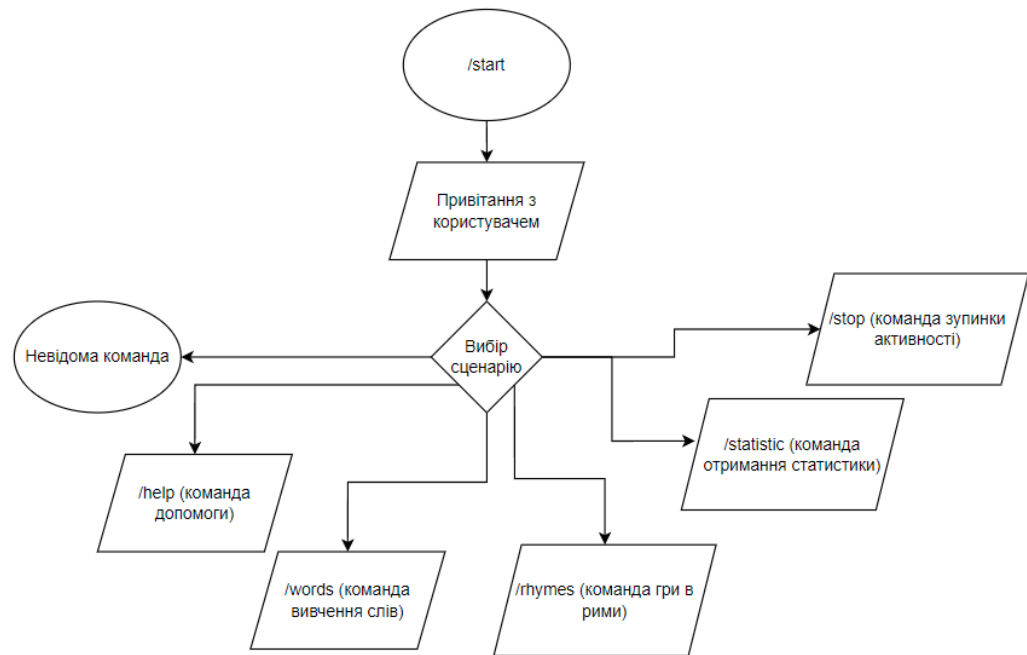 /start
Привітання з
користувачем
Вибір
сценарію
Невідома команда
/stop (команда зупинки
активності)
/statistic (команда
отримання статистики)
/help (команда
допомоги)
/words (команда
вивчення слів)
/rhymes (команда гри в
рими)